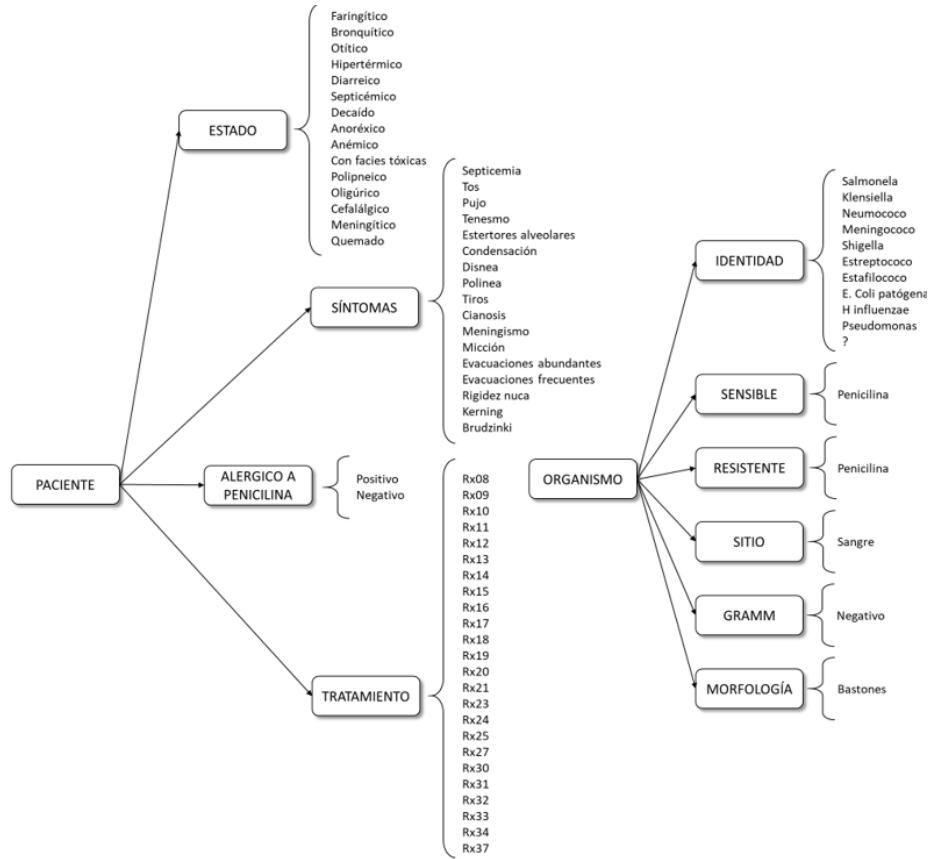 PACIENTE
ESTADO
Faringítico
Bronquítico
Otítico
Hipertérmico
Diarreico
Septicémico
Decaído
Anoréxico
Anémico
Con facies tóxicas
Polipneico
Oligúrico
Cefalálgico
Meningítico
Quemado
SÍNTOMAS
Septicemia
Tos
Pujo
Tenesmo
Estertores alveolares
Condensación
Disnea
Polinea
Tiros
Cianosis
Meningismo
Micción
Evacuaciones abundantes
Evacuaciones frecuentes
Rigidez nuca
Kerning
Brudzinki
ALERGICO A
PENICILINA
Positivo
Negativo
TRATAMIENTO
Rx08
Rx09
Rx10
Rx11
Rx12
Rx13
Rx14
Rx15
Rx16
Rx17
Rx18
Rx19
Rx20
Rx21
Rx23
Rx24
Rx25
Rx27
Rx30
Rx31
Rx32
Rx33
Rx34
Rx37
ORGANISMO
IDENTIDAD
Salmonela
Klensiella
Neumococo
Meningococo
Shigella
Estreptococo
Estafilococo
E. Coli patógena
H influenzae
Pseudomonas
?
SENSIBLE
Penicilina
RESISTENTE
Penicilina
SITIO
Sangre
GRAMM
Negativo
MORFOLOGÍA
Bastones